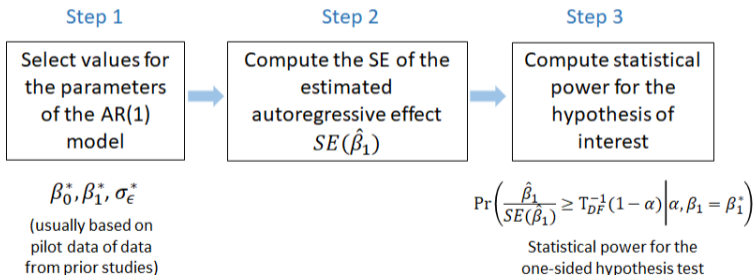 Step 1
Select values for
the parameters
of the AR(1)
model
β₀*, β₁*, σϵ*
(usually based on
pilot data of data
from prior studies)
Step 2
Compute the SE of the
estimated
autoregressive effect
SE(β̂₁)
Step 3
Compute statistical
power for the
hypothesis of
interest
Pr(β̂₁/SE(β̂₁) ≥ T_DF⁻¹(1 − α)|α, β₁ = β₁*)
Statistical power for the
one-sided hypothesis test